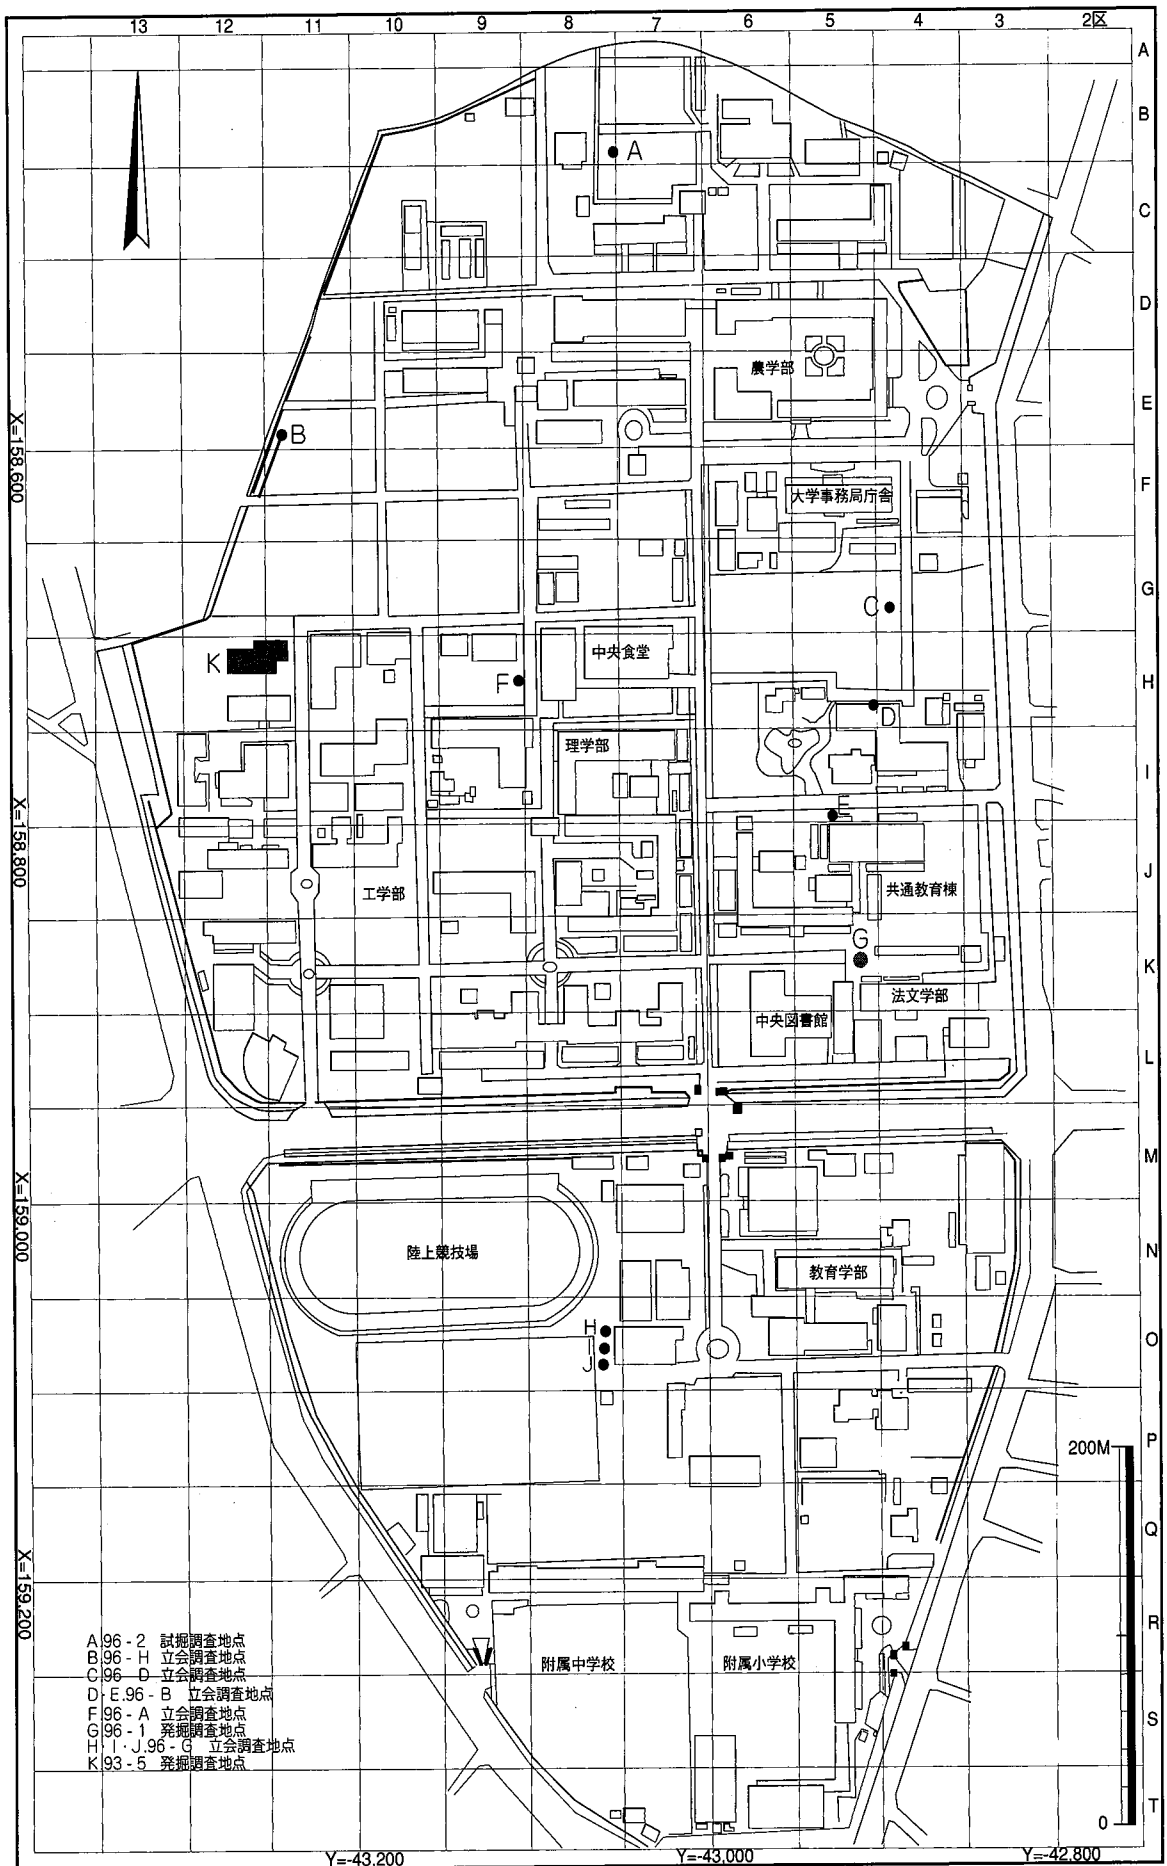 13 12 11 10 9 8 7 6 5 4 3 2区
A
B
A
C
D
農学部
E
B
X=158,600
F
大学事務局庁舎
G
C
中央食堂
K
F
H
D
理学部
I
E
X=158,800
J
工学部
共通教育棟
G
K
法文学部
中央図書館
L
M
X=159,000
陸上競技場
N
教育学部
H
O
J
P
200M
Q
X=159,200
R
附属中学校
附属小学校
A.96-2 試掘調査地点
B.96-H 立会調査地点
C.96-D 立会調査地点
D・E.96-B 立会調査地点
F.96-A 立会調査地点
G.96-1 発掘調査地点
H・I・J.96-G 立会調査地点
K.93-5 発掘調査地点
S
T
0
Y=-43,200
Y=-43,000
Y=-42,800